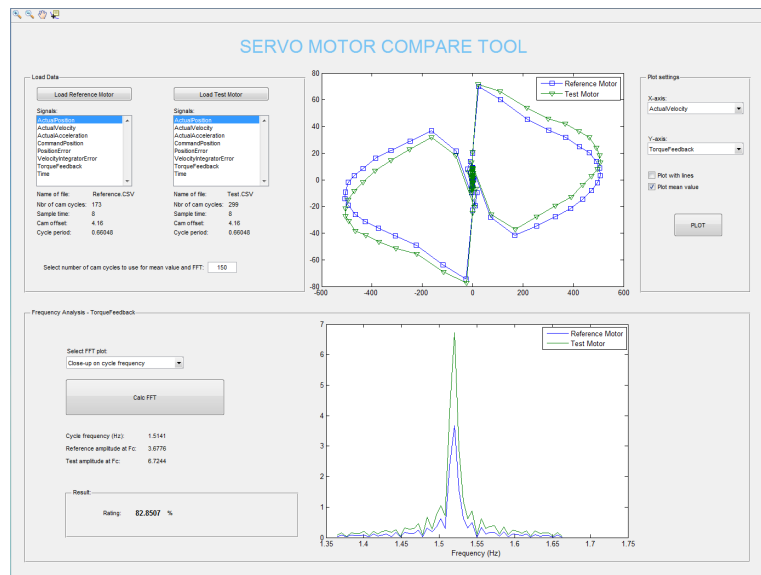 SERVO MOTOR COMPARE TOOL
Load Data
Load Reference Motor
Load Test Motor
Signals:
ActualPosition
ActualVelocity
ActualAcceleration
CommandPosition
PositionError
VelocityIntegratorError
TorqueFeedback
Time
Signals:
ActualPosition
ActualVelocity
ActualAcceleration
CommandPosition
PositionError
VelocityIntegratorError
TorqueFeedback
Time
Name of file: Reference.CSV
Nbr of cam cycles: 173
Sample time: 8
Cam offset: 4.16
Cycle period: 0.66048
Name of file: Test.CSV
Nbr of cam cycles: 299
Sample time: 8
Cam offset: 4.16
Cycle period: 0.66048
Select number of cam cycles to use for mean value and FFT: 150
80
60
40
20
0
-20
-40
-60
-80
-600 -400 -200 0 200 400 600
Reference Motor
Test Motor
Plot settings
X-axis:
ActualVelocity
Y-axis:
TorqueFeedback
Plot with lines
Plot mean value
PLOT
Frequency Analysis - TorqueFeedback
Select FFT plot:
Close-up on cycle frequency
Calc FFT
Cycle frequency (Hz): 1.5141
Reference amplitude at Fc: 3.6776
Test amplitude at Fc: 6.7244
Result:
Rating: 82.8507 %
7
6
5
4
3
2
1
0
1.35 1.4 1.45 1.5 1.55 1.6 1.65 1.7 1.75
Frequency (Hz)
Reference Motor
Test Motor